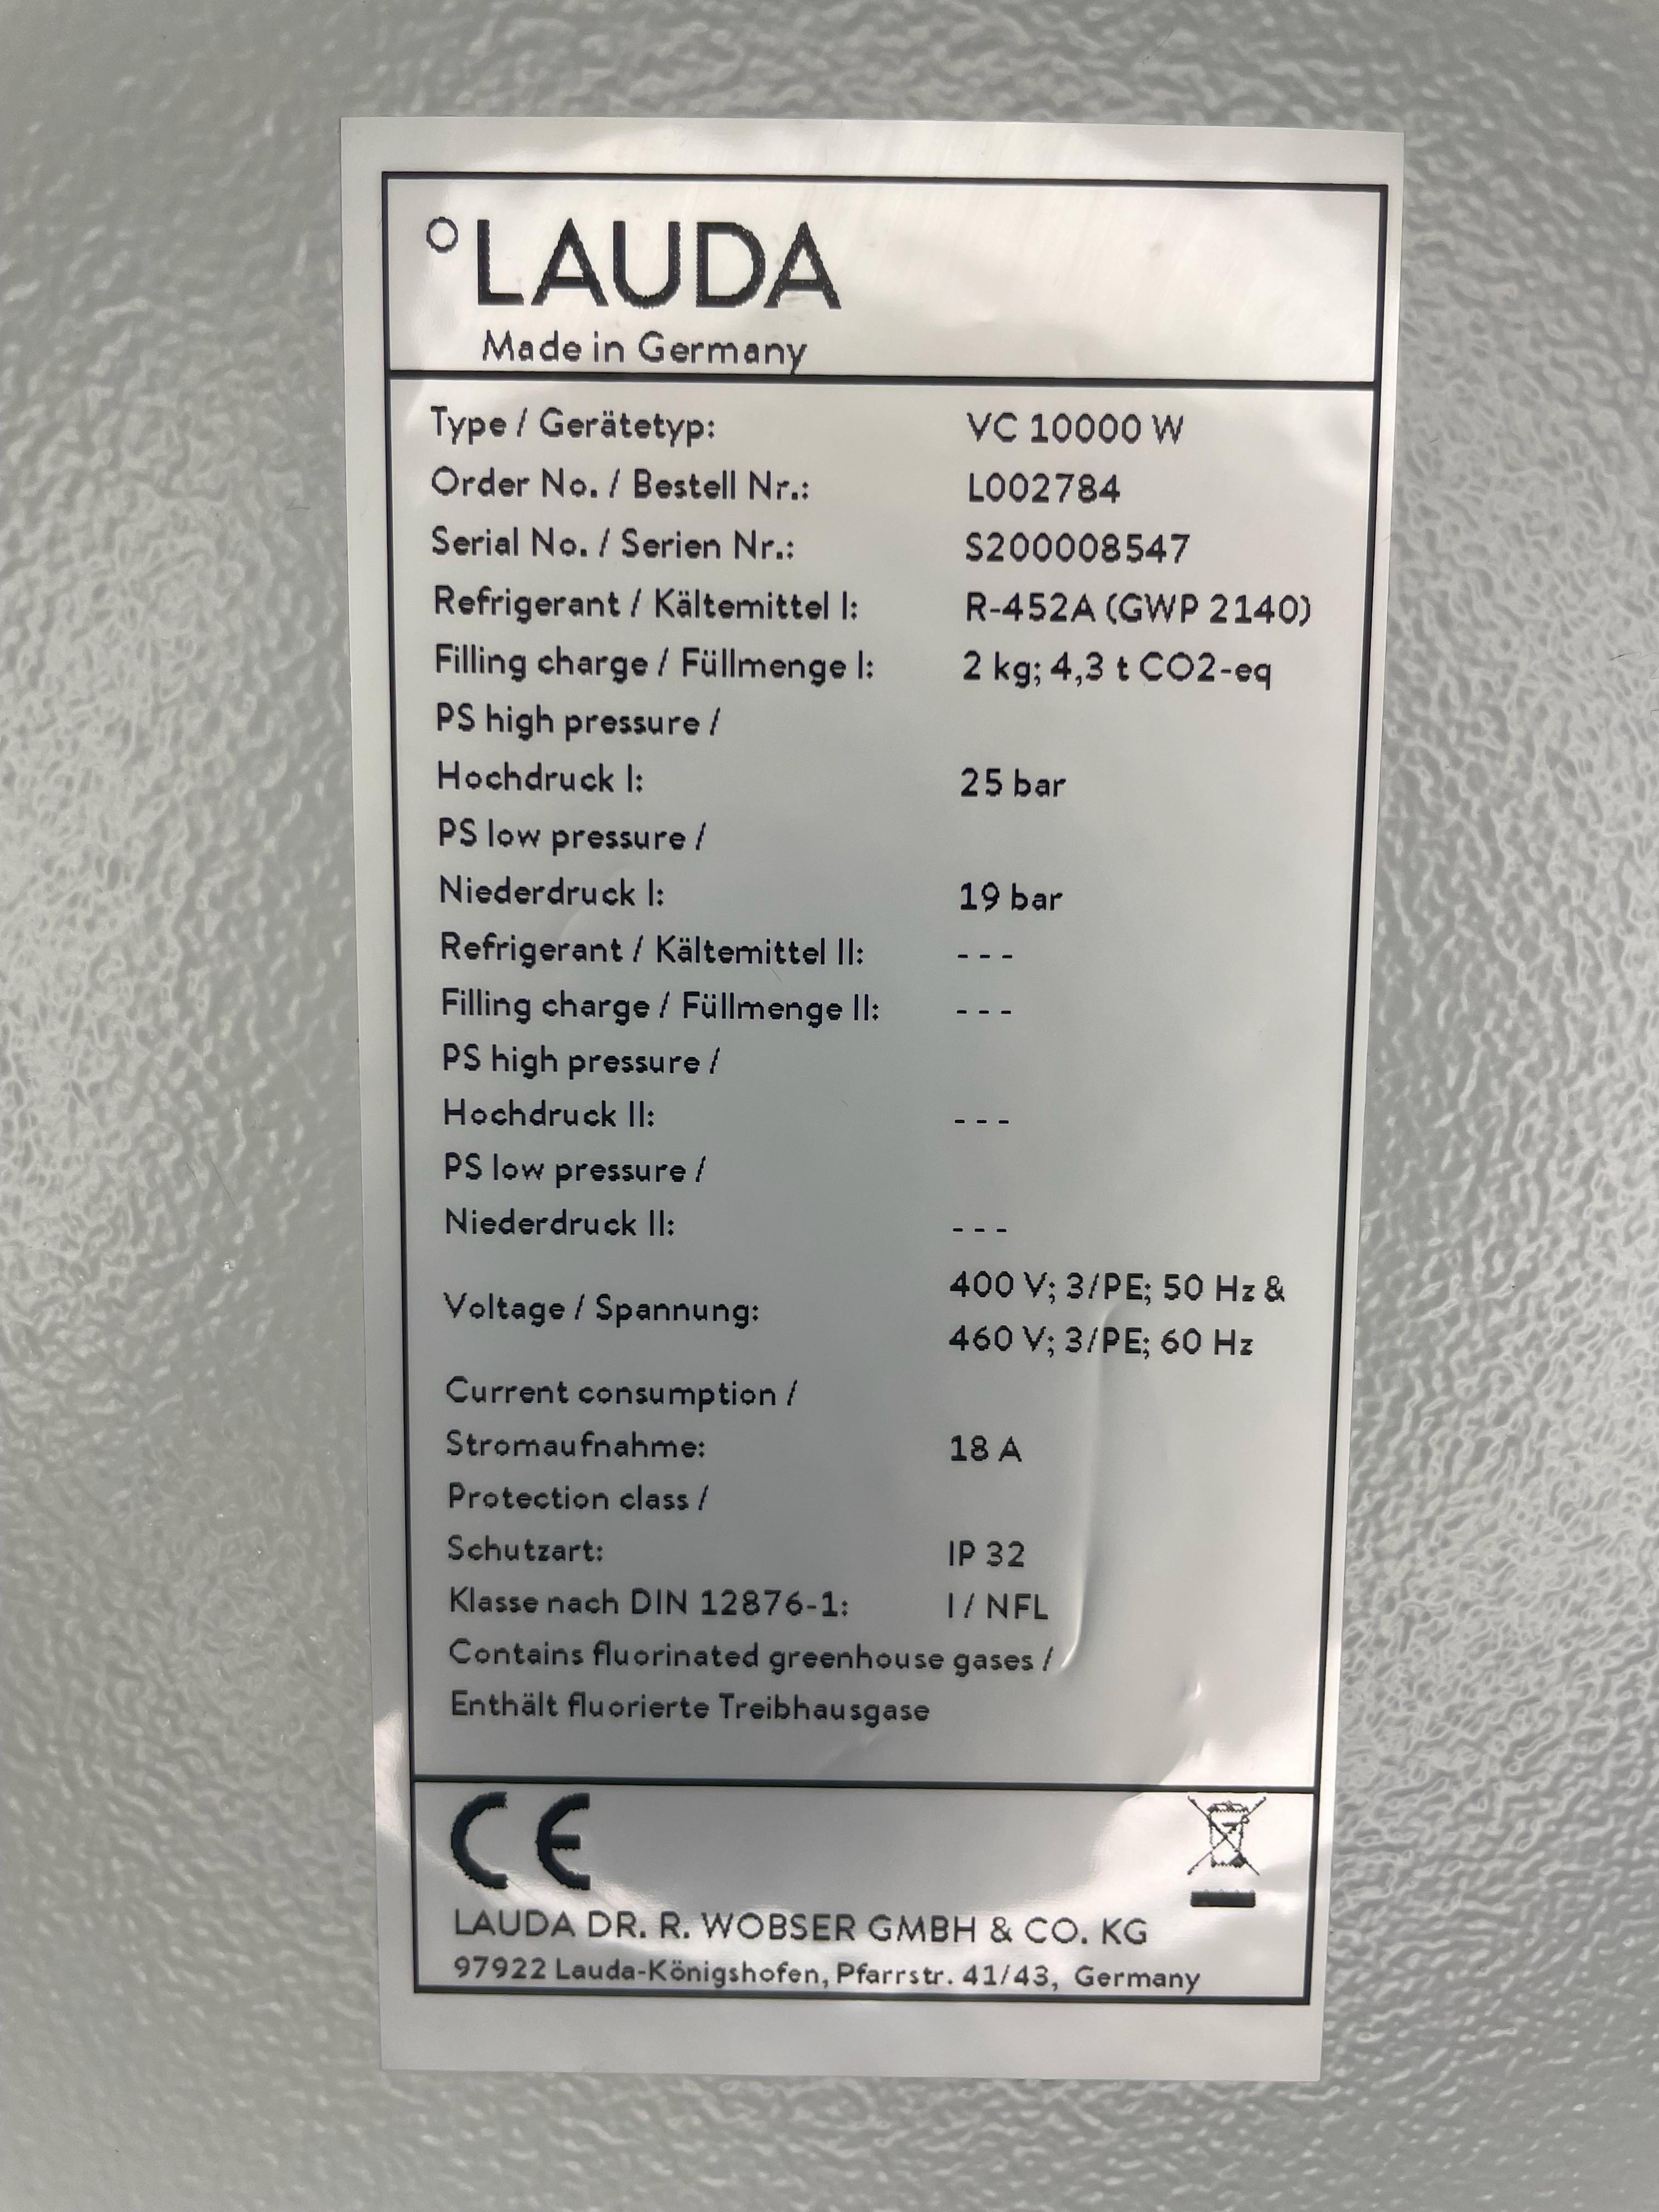 °LAUDA
Made in Germany
Type / Gerätetyp: VC 10000 W
Order No. / Bestell Nr.: L002784
Serial No. / Serien Nr.: S200008547
Refrigerant / Kältemittel I: R-452A (GWP 2140)
Filling charge / Füllmenge I: 2 kg; 4,3 t CO2-eq
PS high pressure /
Hochdruck I: 25 bar
PS low pressure /
Niederdruck I: 19 bar
Refrigerant / Kältemittel II: ---
Filling charge / Füllmenge II: ---
PS high pressure /
Hochdruck II: ---
PS low pressure /
Niederdruck II: ---
Voltage / Spannung: 400 V; 3/PE; 50 Hz &
460 V; 3/PE; 60 Hz
Current consumption /
Stromaufnahme: 18 A
Protection class /
Schutzart: IP 32
Klasse nach DIN 12876-1: I / NFL
Contains fluorinated greenhouse gases /
Enthält fluorierte Treibhausgase
CE
LAUDA DR. R. WOBSER GMBH & CO. KG
97922 Lauda-Königshofen, Pfarrstr. 41/43, Germany